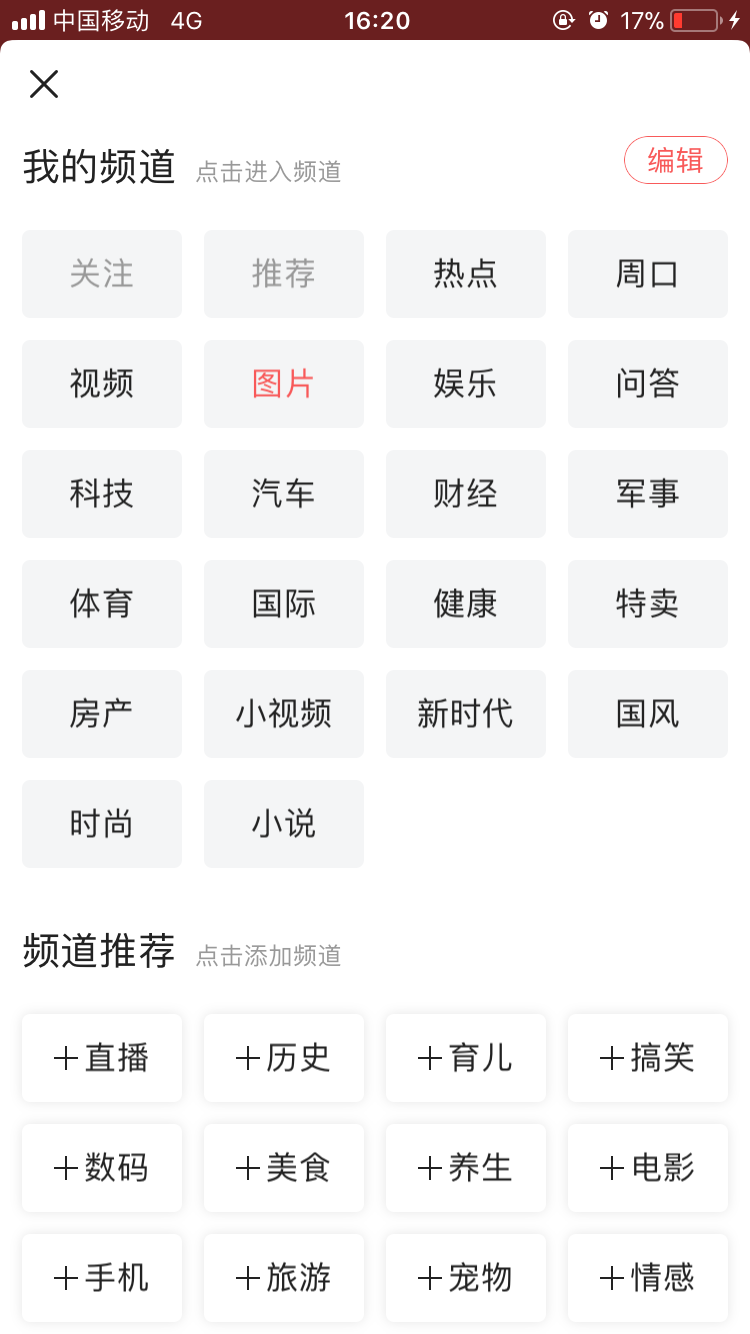 中国移动 4G 16:20 17%
我的频道 点击进入频道 编辑
关注 推荐 热点 周口
视频 图片 娱乐 问答
科技 汽车 财经 军事
体育 国际 健康 特卖
房产 小视频 新时代 国风
时尚 小说
频道推荐 点击添加频道
+直播 +历史 +育儿 +搞笑
+数码 +美食 +养生 +电影
+手机 +旅游 +宠物 +情感